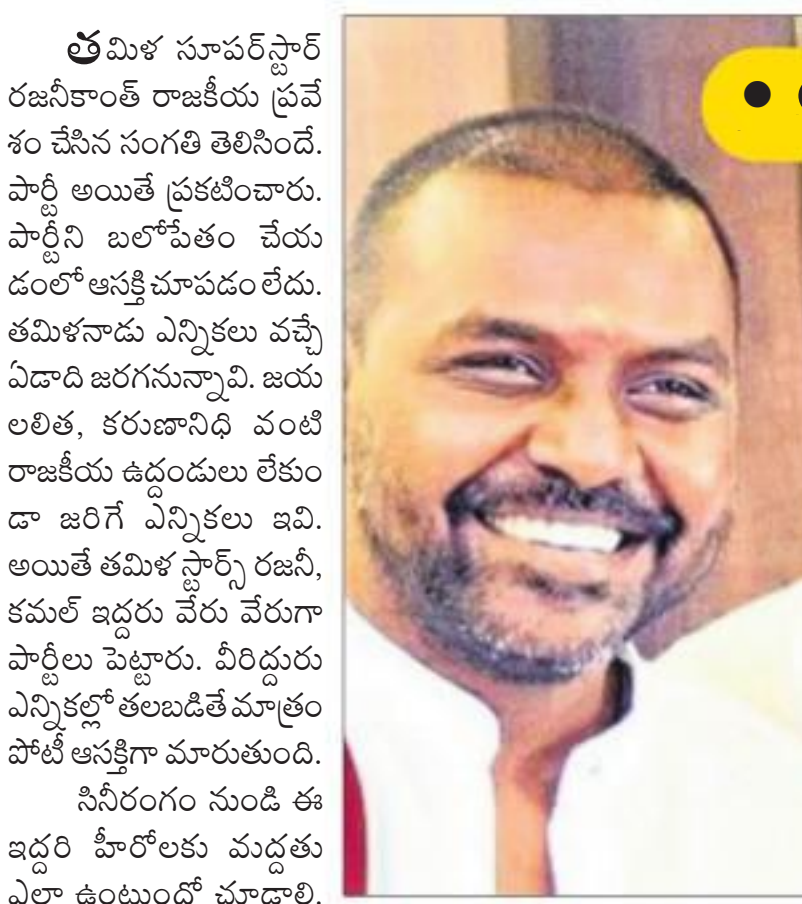 తమిళ సూపర్‌స్టార్
రజనీకాంత్ రాజకీయ ప్రవే
శం చేసిన సంగతి తెలిసిందే.
పార్టీ అయితే ప్రకటించారు.
పార్టీని బలోపేతం చేయ
డంలో ఆసక్తి చూపడం లేదు.
తమిళనాడు ఎన్నికలు వచ్చే
ఏడాది జరగనున్నావి. జయ
లలిత, కరుణానిధి వంటి
రాజకీయ ఉద్దండులు లేకుం
డా జరిగే ఎన్నికలు ఇవి.
అయితే తమిళ స్టార్స్ రజనీ,
కమల్ ఇద్దరు వేరు వేరుగా
పార్టీలు పెట్టారు. వీరిద్దురు
ఎన్నికల్లో తలబడితే మాత్రం
పోటీ ఆసక్తిగా మారుతుంది.
సినీరంగం నుండి ఈ
ఇద్దరి హీరోలకు మద్దతు
ఎలా ఉంటుందో చూడాలి.